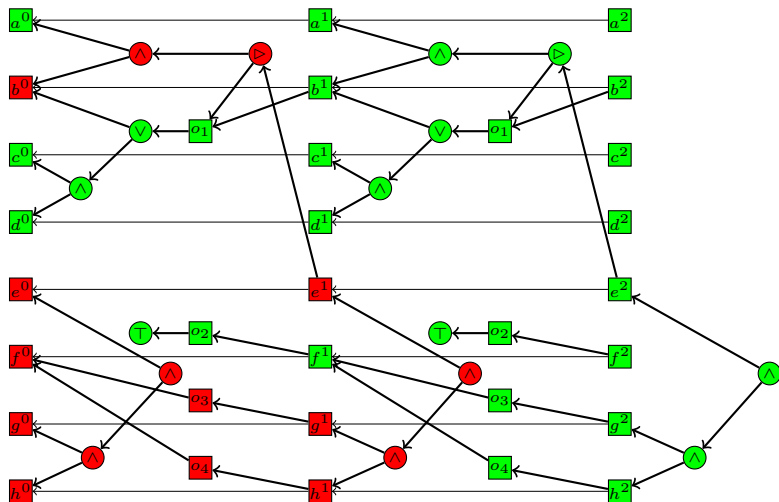 a⁰ a¹ a²
∧ ▷ ∧ ▷
b⁰ b¹ b²
∨ o₁ ∨ o₁
c⁰ c¹ c²
∧ ∧
d⁰ d¹ d²
e⁰ e¹ e²
⊤ o₂ ⊤ o₂
f⁰ f¹ f²
∧ ∧ ∧
o₃ o₃
g⁰ g¹ g²
∧ ∧ ∧
o₄ o₄
h⁰ h¹ h²